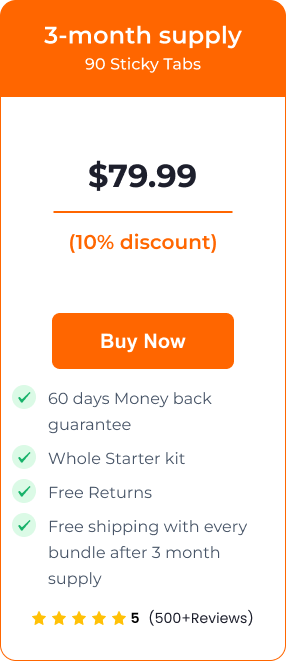 3-month supply
90 Sticky Tabs
$79.99
(10% discount)
Buy Now
60 days Money back
guarantee
Whole Starter kit
Free Returns
Free shipping with every
bundle after 3 month
supply
5 (500+Reviews)